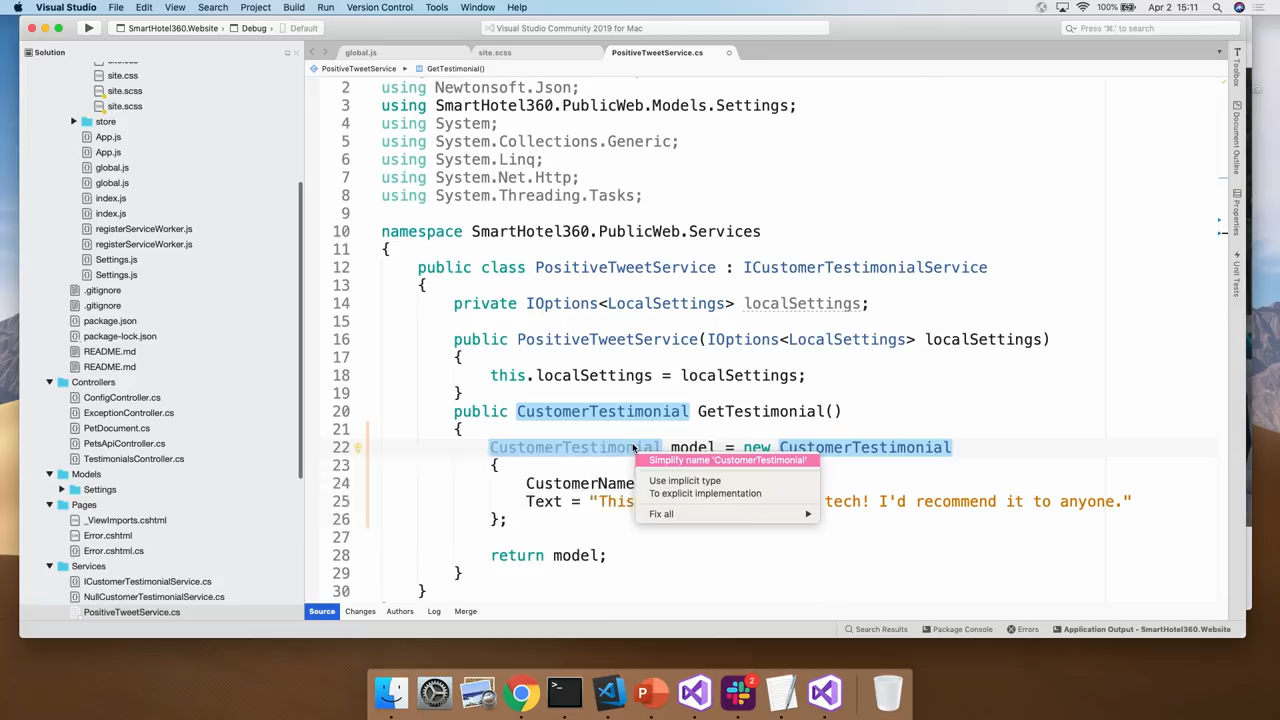 Visual Studio File Edit View Search Project Build Run Version Control Tools Window Help 100% Apr 2 15:11
SmartHotel360.Website Debug Default Visual Studio Community 2019 for Mac Press '⌘.' to search
Solution
global.js site.scss PositiveTweetService.cs
PositiveTweetService GetTestimonial()
site.css
site.scss
site.scss
store
App.js
App.js
global.js
global.js
index.js
index.js
registerServiceWorker.js
registerServiceWorker.js
Settings.js
Settings.js
.gitignore
.gitignore
package.json
package-lock.json
README.md
README.md
Controllers
ConfigController.cs
ExceptionController.cs
PetDocument.cs
PetsApiController.cs
TestimonialsController.cs
Models
Settings
Pages
_ViewImports.cshtml
Error.cshtml
Error.cshtml.cs
Services
ICustomerTestimonialService.cs
NullCustomerTestimonialService.cs
PositiveTweetService.cs
2 using Newtonsoft.Json;
3 using SmartHotel360.PublicWeb.Models.Settings;
4 using System;
5 using System.Collections.Generic;
6 using System.Linq;
7 using System.Net.Http;
8 using System.Threading.Tasks;
9
10 namespace SmartHotel360.PublicWeb.Services
11 {
12 public class PositiveTweetService : ICustomerTestimonialService
13 {
14 private IOptions<LocalSettings> localSettings;
15
16 public PositiveTweetService(IOptions<LocalSettings> localSettings)
17 {
18 this.localSettings = localSettings;
19 }
20 public CustomerTestimonial GetTestimonial()
21 {
22 CustomerTestimonial model = new CustomerTestimonial
23 {
24 CustomerName
25 Text = "This tech! I'd recommend it to anyone."
26 };
27
28 return model;
29 }
30 }
Simplify name 'CustomerTestimonial'
Use implicit type
To explicit implementation
Fix all
Toolbox
Document Outline
Properties
Unit Tests
Source Changes Authors Log Merge
Search Results Package Console Errors Application Output - SmartHotel360.Website
2